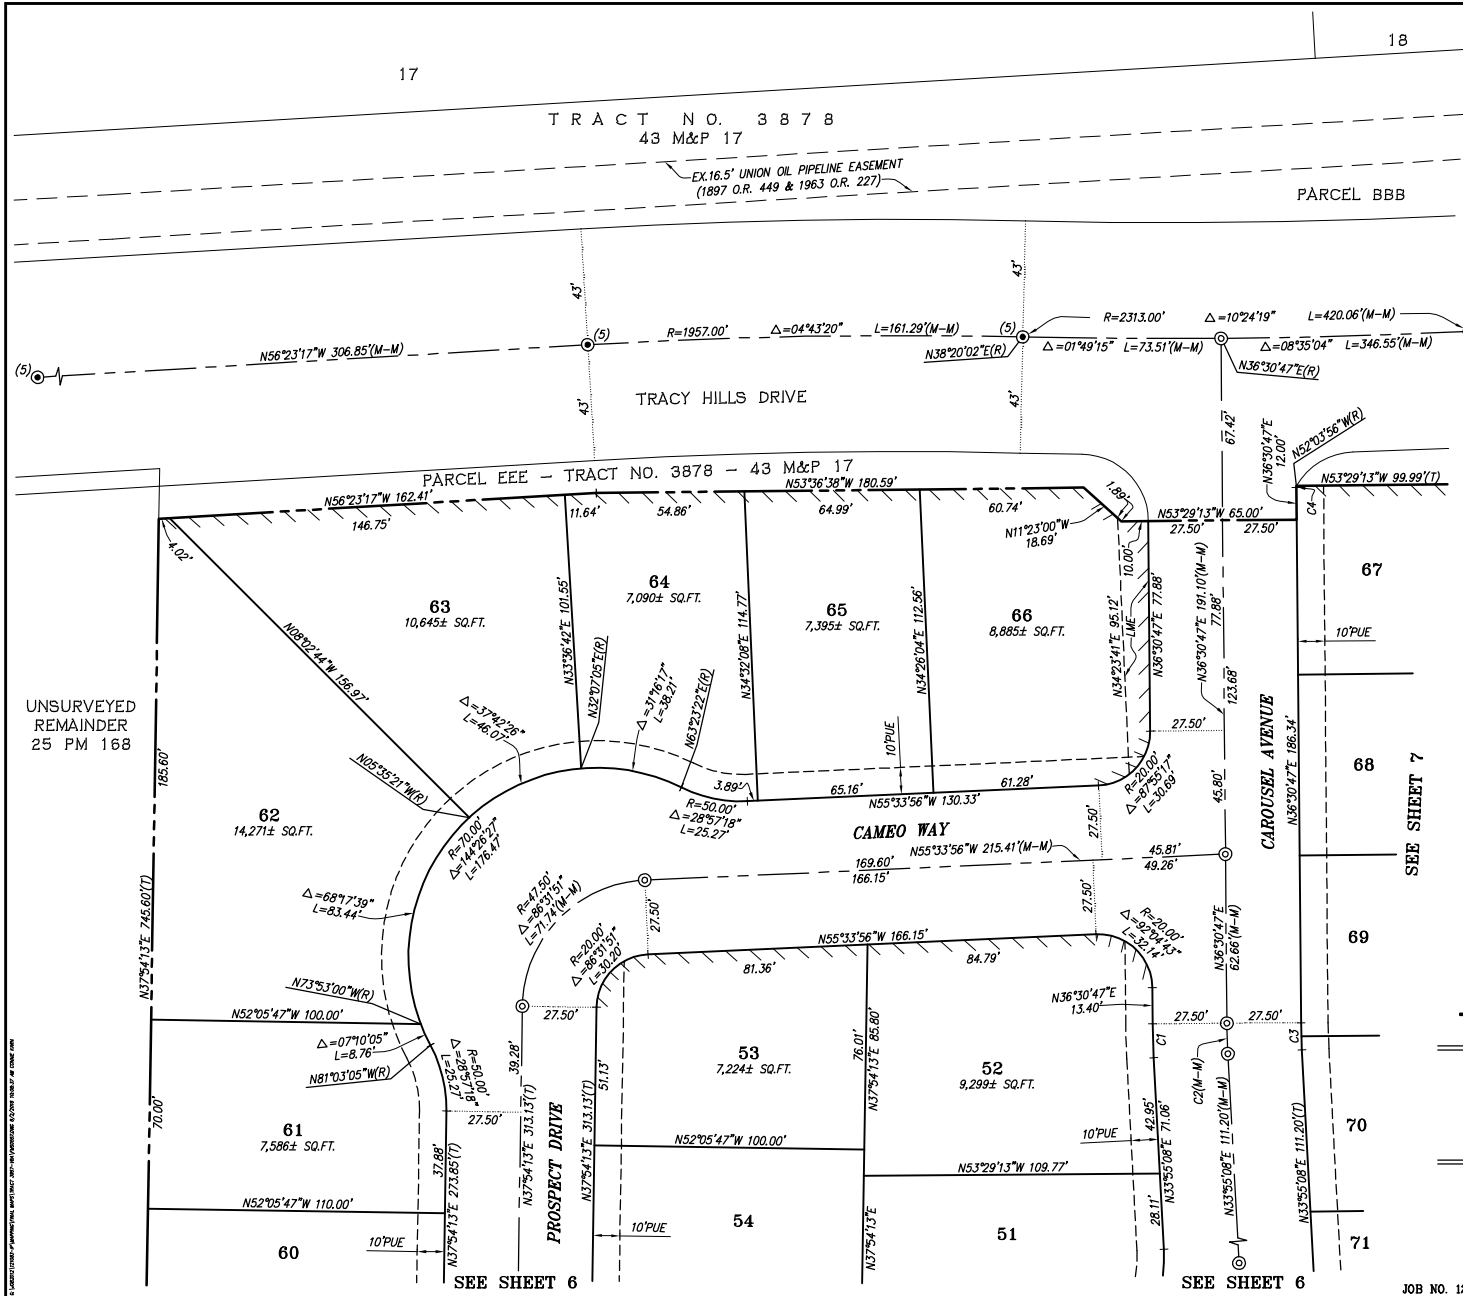 18
17
TRACT NO. 3878
43 M&P 17
EX.16.5' UNION OIL PIPELINE EASEMENT
(1897 O.R. 449 & 1963 O.R. 227)
PARCEL BBB
43'
43'
(5)
N56°23'17"W 306.85'(M-M)
(5)
R=1957.00'
△=04°43'20"
L=161.29'(M-M)
(5)
N38°20'02"E(R)
R=2313.00'
△=10°24'19"
L=420.06'(M-M)
△=01°49'15"
L=73.51'(M-M)
△=08°35'04"
L=346.55'(M-M)
N36°30'47"E(R)
43'
TRACY HILLS DRIVE
43'
67.42'
N36°30'47"E
12.00'
N52°03'56"W(R)
PARCEL EEE - TRACT NO. 3878 - 43 M&P 17
N56°23'17"W 162.41'
N53°36'38"W 180.59'
N53°29'13"W 99.99'(T)
146.75'
11.64'
54.86'
64.99'
60.74'
1.89'
N11°23'00"W
18.69'
N53°29'13"W 65.00'
27.50'
27.50'
C4
4.02'
63
10,645± SQ.FT.
64
7,090± SQ.FT.
65
7,395± SQ.FT.
66
8,885± SQ.FT.
67
N08°02'44"W 156.97'
N33°36'42"E 101.55'
N32°07'05"E(R)
N34°32'08"E 114.77'
N34°26'04"E 112.56'
N34°23'41"E 95.12'
LME
10.00'
N36°30'47"E 77.88'
N36°30'47"E 191.10'(M-M)
77.88'
123.68'
10'PUE
UNSURVEYED
REMAINDER
25 PM 168
185.60'
△=37°42'26"
L=46.07'
△=31°16'17"
L=38.21'
N63°23'22"E(R)
10'PUE
27.50'
CAROUSEL AVENUE
N36°30'47"E 186.34'
68
N05°35'21"W(R)
3.89'
65.16'
61.28'
N55°33'56"W 130.33'
R=20.00'
△=87°55'17"
L=30.69'
45.80'
SEE SHEET 7
62
14,271± SQ.FT.
R=70.00'
△=144°26'27"
L=176.47'
R=50.00'
△=28°57'18"
L=25.27'
CAMEO WAY
27.50'
N55°33'56"W 215.41'(M-M)
169.60'
166.15'
45.81'
49.26'
△=68°17'39"
L=83.44'
R=47.50'
△=86°31'51"
L=71.74'(M-M)
R=20.00'
△=86°31'51"
L=30.20'
27.50'
27.50'
N55°33'56"W 166.15'
81.36'
84.79'
R=20.00'
△=92°04'43"
L=32.14'
N36°30'47"E
62.66'(M-M)
69
N37°54'13"E 745.60'(T)
N73°53'00"W(R)
N52°05'47"W 100.00'
△=07°10'05"
L=8.76'
N81°03'05"W(R)
R=50.00'
△=28°57'18"
L=25.27'
27.50'
27.50'
39.28'
51.13'
53
7,224± SQ.FT.
76.01'
N37°54'13"E 85.80'
52
9,299± SQ.FT.
N36°30'47"E
13.40'
27.50'
27.50'
C1
C2(M-M)
C3
70.00'
61
7,586± SQ.FT.
37.88'
N37°54'13"E 273.85'(T)
N37°54'13"E 313.13'(T)
PROSPECT DRIVE
N37°54'13"E 313.13'(T)
N52°05'47"W 100.00'
10'PUE
42.95'
N33°55'08"E 71.06'
N33°55'08"E 111.20'(M-M)
N33°55'08"E 111.20'(T)
70
N53°29'13"W 109.77'
N52°05'47"W 110.00'
54
10'PUE
N37°54'13"E
51
28.11'
60
10'PUE
71
SEE SHEET 6
SEE SHEET 6
JOB NO. 12